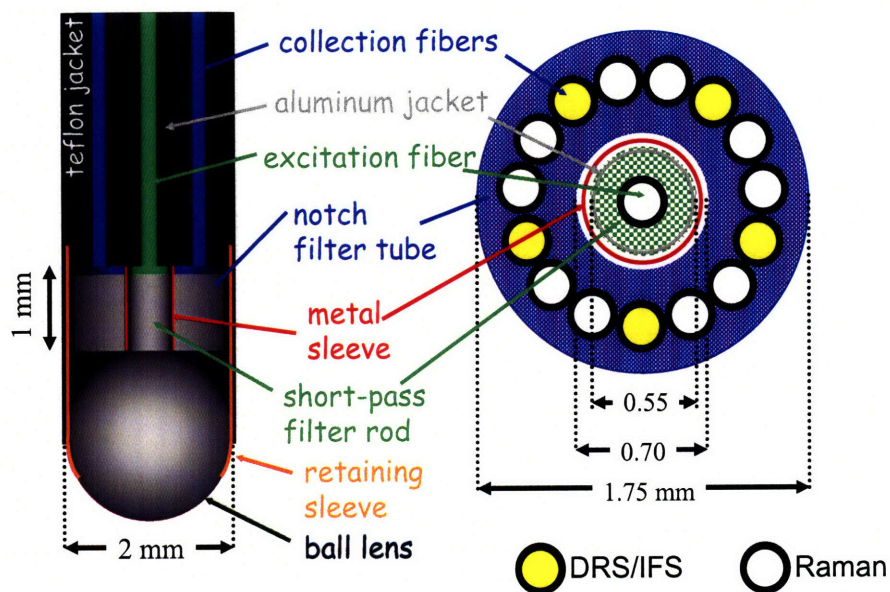 teflon jacket
collection fibers
aluminum jacket
excitation fiber
notch
filter tube
1 mm
metal
sleeve
short-pass
filter rod
retaining
sleeve
ball lens
2 mm
0.55
0.70
1.75 mm
DRS/IFS
Raman